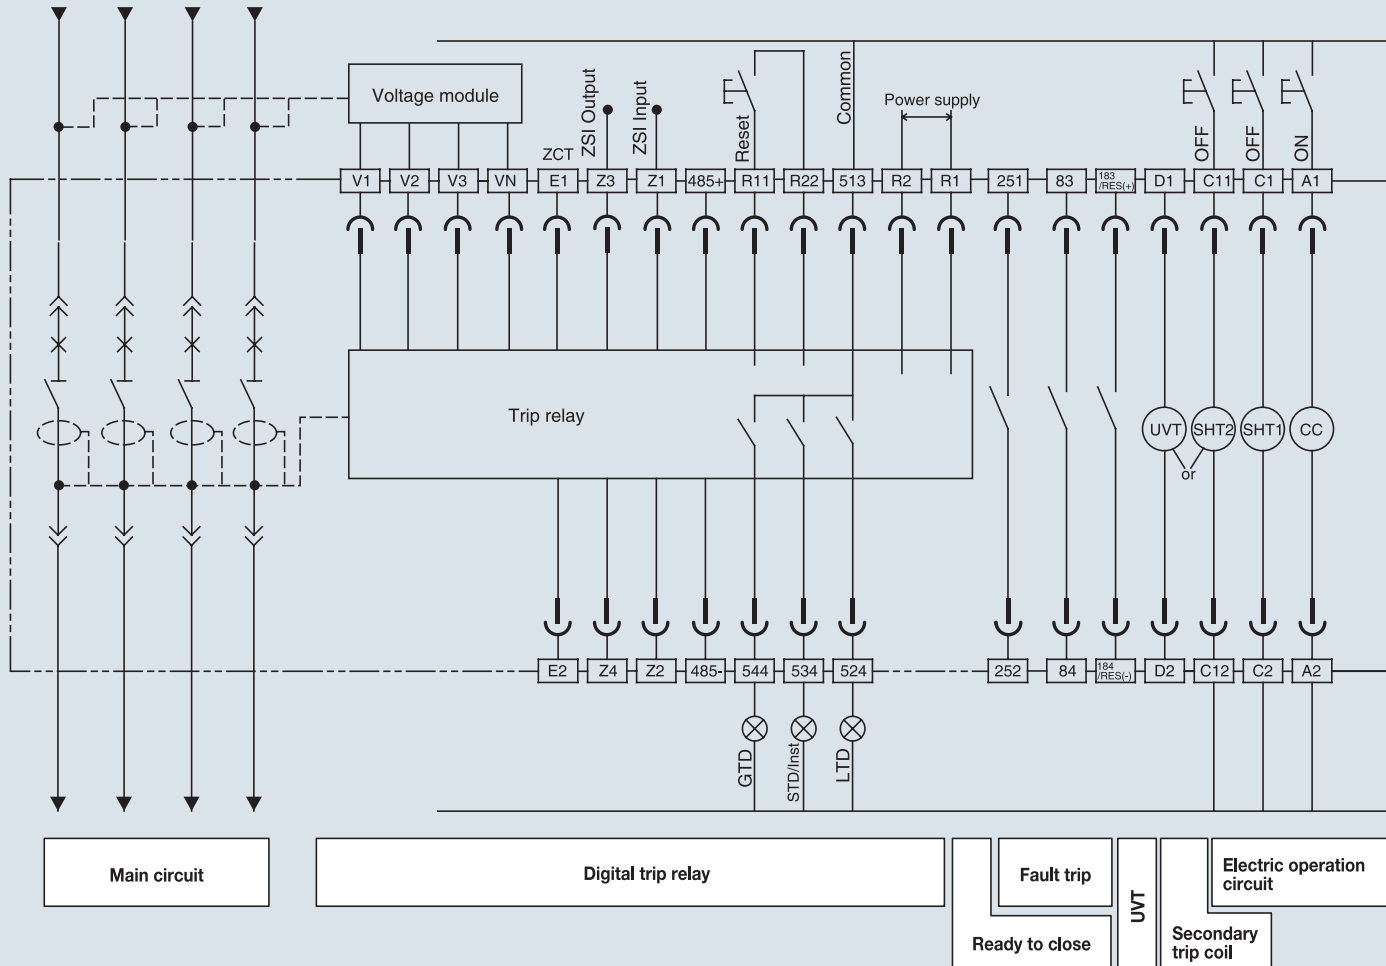 Voltage module
ZCT
ZSI Output
ZSI Input
Reset
Common
Power supply
OFF
OFF
ON
V1 V2 V3 VN E1 Z3 Z1 485+ R11 R22 513 R2 R1 251 83 183/RES(+) D1 C11 C1 A1
Trip relay
UVT SHT2 SHT1 CC
or
E2 Z4 Z2 485- 544 534 524 252 84 184/RES(-) D2 C12 C2 A2
GTD
STD/Inst
LTD
Main circuit
Digital trip relay
Ready to close
Fault trip
UVT
Secondary
trip coil
Electric operation
circuit